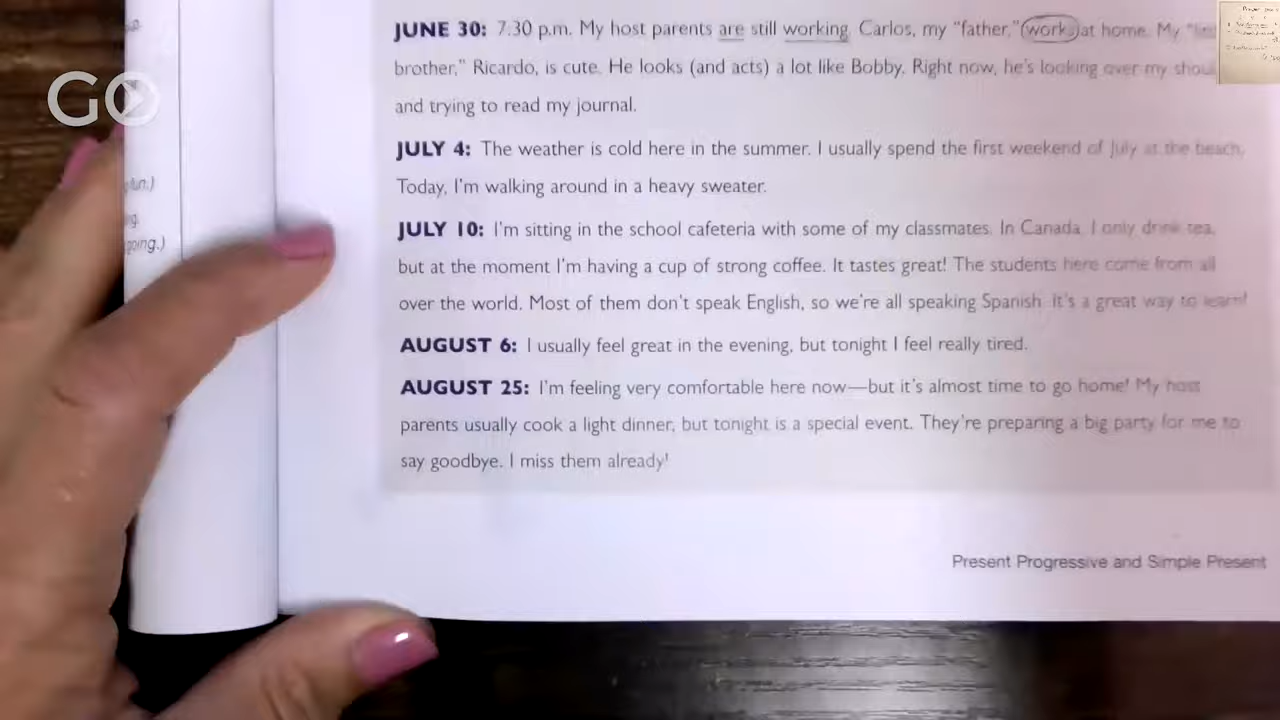 GO
JUNE 30: 7:30 p.m. My host parents are still working. Carlos, my "father," works at home. My
brother," Ricardo, is cute. He looks (and acts) a lot like Bobby. Right now, he's looking over my
and trying to read my journal.
JULY 4: The weather is cold here in the summer. I usually spend the first weekend of July at the beach.
Today, I'm walking around in a heavy sweater.
JULY 10: I'm sitting in the school cafeteria with some of my classmates. In Canada, I only drink tea,
but at the moment I'm having a cup of strong coffee. It tastes great! The students here come from all
over the world. Most of them don't speak English, so we're all speaking Spanish. It's a great way to learn!
AUGUST 6: I usually feel great in the evening, but tonight I feel really tired.
AUGUST 25: I'm feeling very comfortable here now—but it's almost time to go home! My host
parents usually cook a light dinner, but tonight is a special event. They're preparing a big party for me to
say goodbye. I miss them already!
Present Progressive and Simple Present
going.)